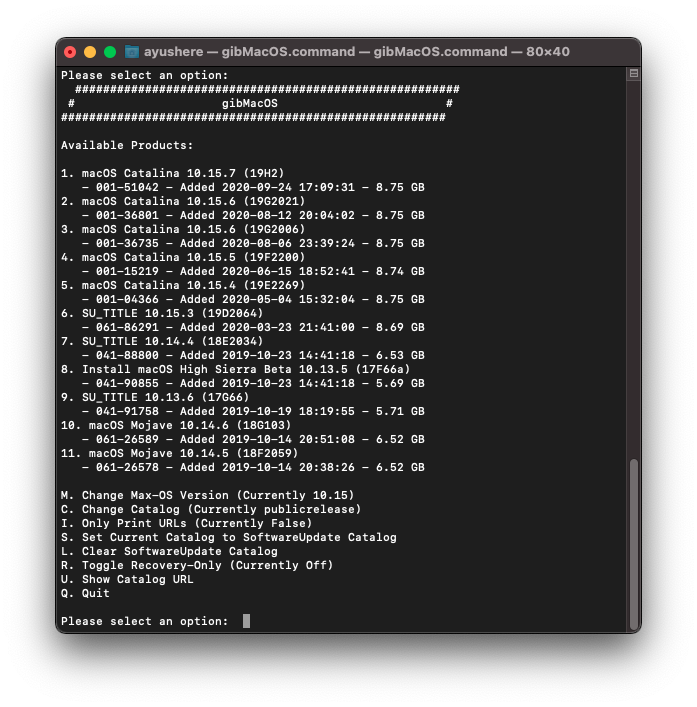 ayushere — gibMacOS.command — gibMacOS.command — 80×40
Please select an option:
  #######################################################
 #                     gibMacOS                        #
#######################################################

Available Products:

1. macOS Catalina 10.15.7 (19H2)
   - 001-51042 - Added 2020-09-24 17:09:31 - 8.75 GB
2. macOS Catalina 10.15.6 (19G2021)
   - 001-36801 - Added 2020-08-12 20:04:02 - 8.75 GB
3. macOS Catalina 10.15.6 (19G2006)
   - 001-36735 - Added 2020-08-06 23:39:24 - 8.75 GB
4. macOS Catalina 10.15.5 (19F2200)
   - 001-15219 - Added 2020-06-15 18:52:41 - 8.74 GB
5. macOS Catalina 10.15.4 (19E2269)
   - 001-04366 - Added 2020-05-04 15:32:04 - 8.75 GB
6. SU_TITLE 10.15.3 (19D2064)
   - 061-86291 - Added 2020-03-23 21:41:00 - 8.69 GB
7. SU_TITLE 10.14.4 (18E2034)
   - 041-88800 - Added 2019-10-23 14:41:18 - 6.53 GB
8. Install macOS High Sierra Beta 10.13.5 (17F66a)
   - 041-90855 - Added 2019-10-23 14:41:18 - 5.69 GB
9. SU_TITLE 10.13.6 (17G66)
   - 041-91758 - Added 2019-10-19 18:19:55 - 5.71 GB
10. macOS Mojave 10.14.6 (18G103)
   - 061-26589 - Added 2019-10-14 20:51:08 - 6.52 GB
11. macOS Mojave 10.14.5 (18F2059)
   - 061-26578 - Added 2019-10-14 20:38:26 - 6.52 GB

M. Change Max-OS Version (Currently 10.15)
C. Change Catalog (Currently publicrelease)
I. Only Print URLs (Currently False)
S. Set Current Catalog to SoftwareUpdate Catalog
L. Clear SoftwareUpdate Catalog
R. Toggle Recovery-Only (Currently Off)
U. Show Catalog URL
Q. Quit

Please select an option: